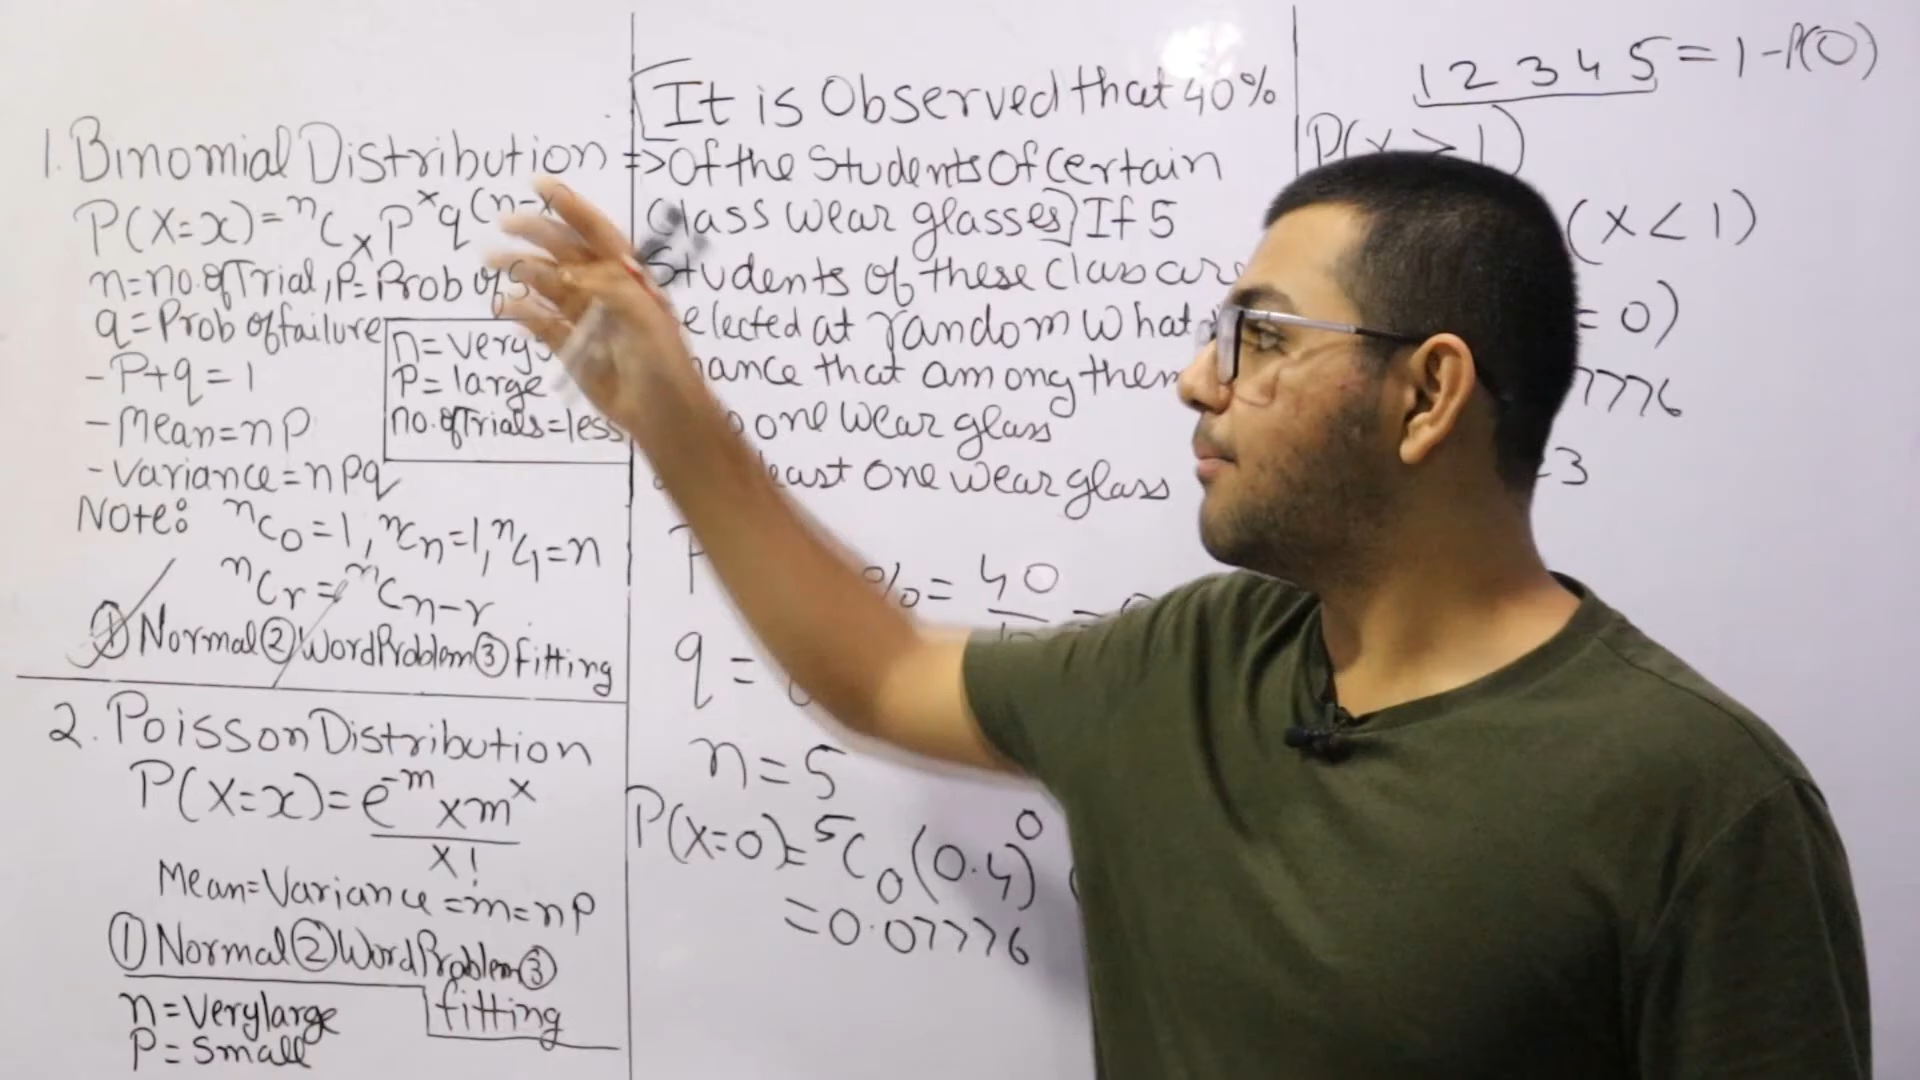 1. Binomial Distribution =>
P(X=x)=ⁿCₓ Pˣ q⁽ⁿ⁻ˣ
n=no.of Trial, P=Prob of S
q=Prob of failure
-P+q=1
-Mean=nP
-Variance=nPq
n=very
P=large
no.of Trials=less
Note: ⁿC₀=1, ⁿCₙ=1, ⁿC₁=n
ⁿCᵣ=ⁿCₙ₋ᵣ
① Normal ② Word Problem ③ fitting
2. Poisson Distribution
P(X=x)=e⁻ᵐ x mˣ
x!
Mean=Variance=m=nP
① Normal ② Word Problem ③
fitting
n=Very large
P=Small
It is Observed that 40%
Of the Students Of Certain
Class wear glasses] If 5
Students of these Class are
elected at random What
hance that among them
one wear glass
least one wear glass
P
%=40
q=
n=5
P(X=0)=⁵C₀(0.4)⁰
=0.07776
1 2 3 4 5=1-P(0)
P(X≥1)
(X<1)
=0)
7776